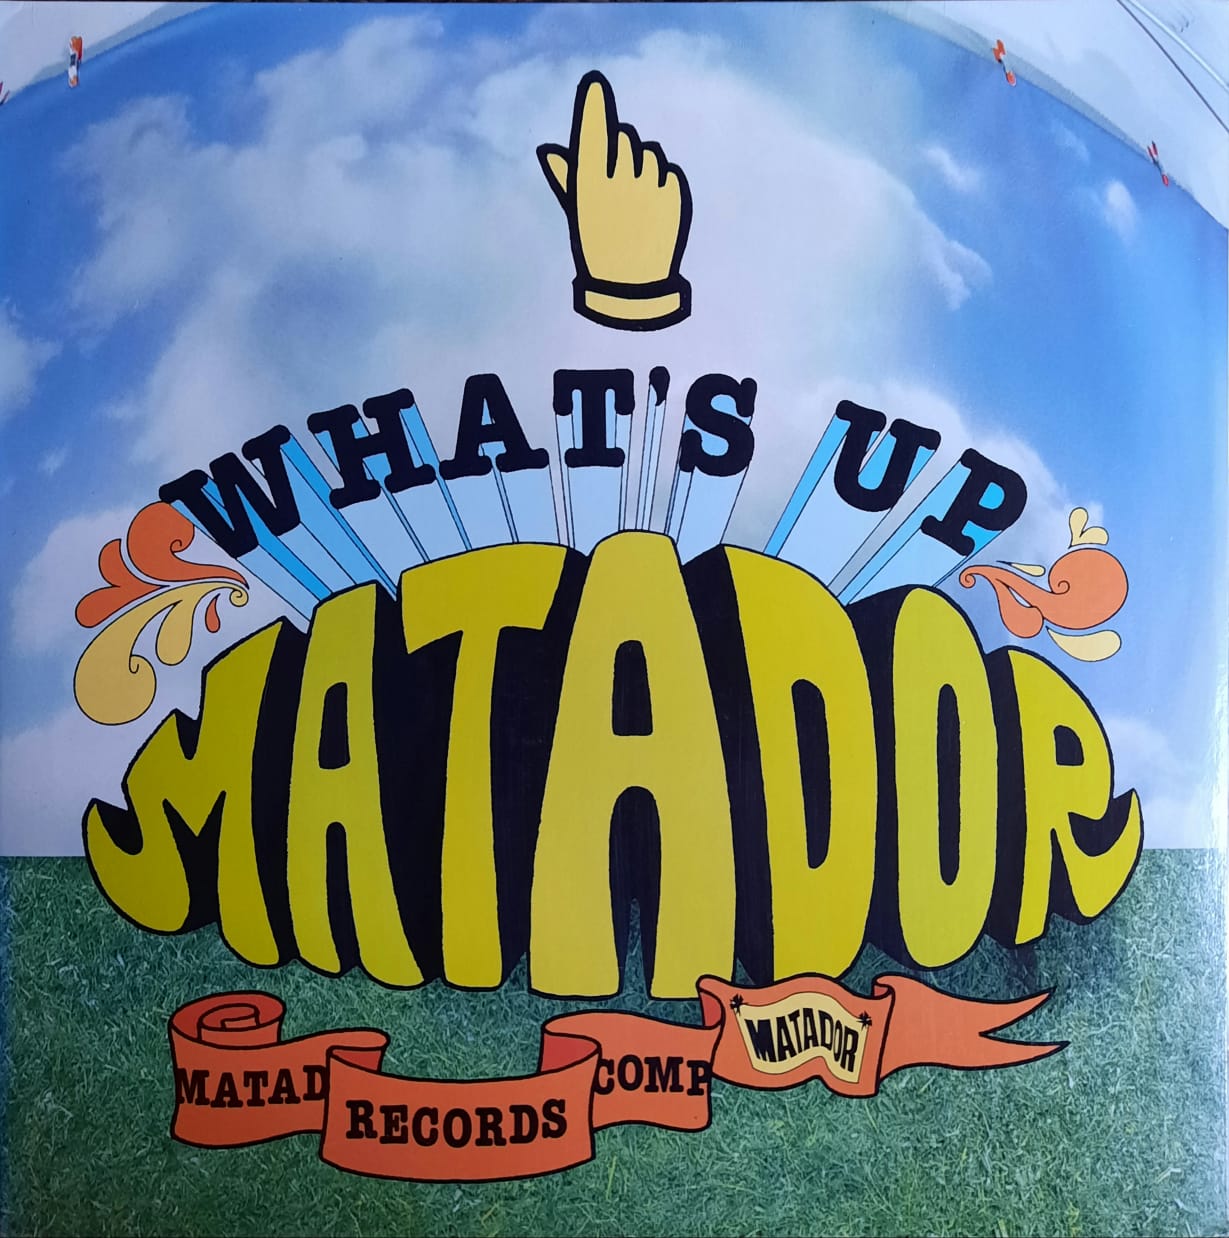 WHAT'S UP
MATADOR
MATAD
RECORDS
COMP
MATADOR